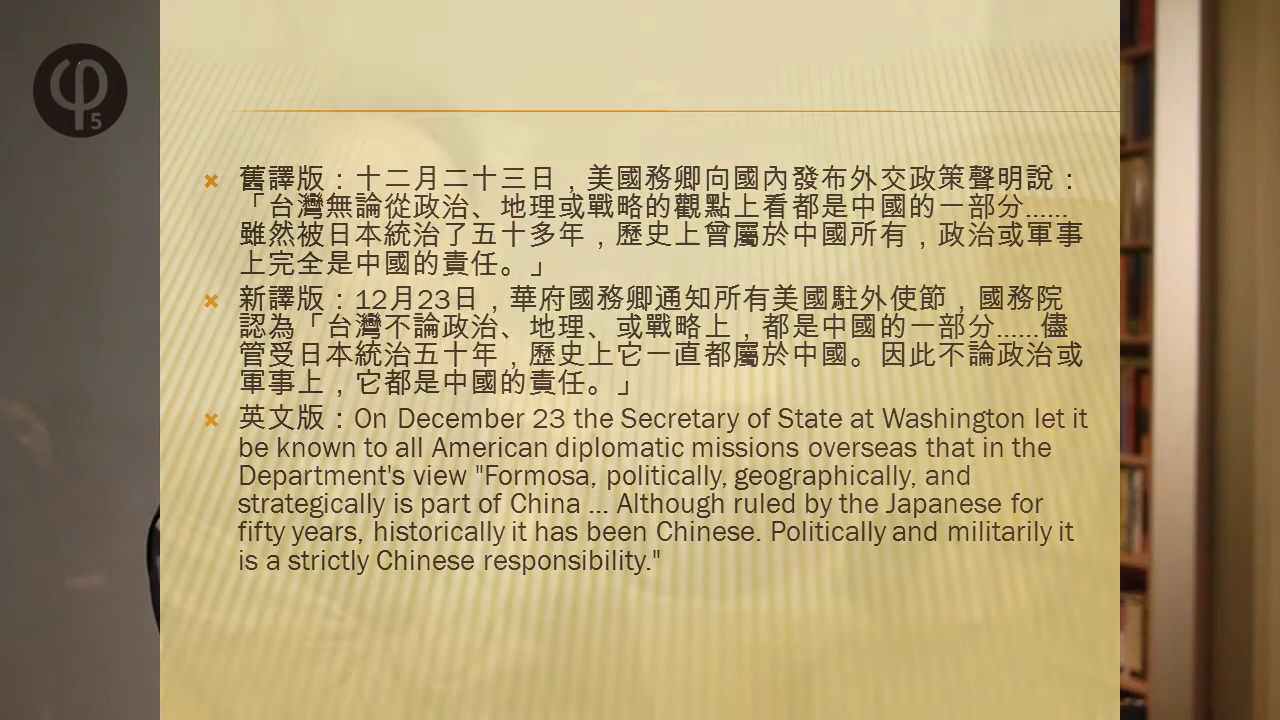 φ5
舊譯版：十二月二十三日，美國務卿向國內發布外交政策聲明說：
「台灣無論從政治、地理或戰略的觀點上看都是中國的一部分......
雖然被日本統治了五十多年，歷史上曾屬於中國所有，政治或軍事
上完全是中國的責任。」
新譯版：12月23日，華府國務卿通知所有美國駐外使節，國務院
認為「台灣不論政治、地理、或戰略上，都是中國的一部分......儘
管受日本統治五十年，歷史上它一直都屬於中國。因此不論政治或
軍事上，它都是中國的責任。」
英文版：On December 23 the Secretary of State at Washington let it
be known to all American diplomatic missions overseas that in the
Department's view "Formosa, politically, geographically, and
strategically is part of China ... Although ruled by the Japanese for
fifty years, historically it has been Chinese. Politically and militarily it
is a strictly Chinese responsibility."